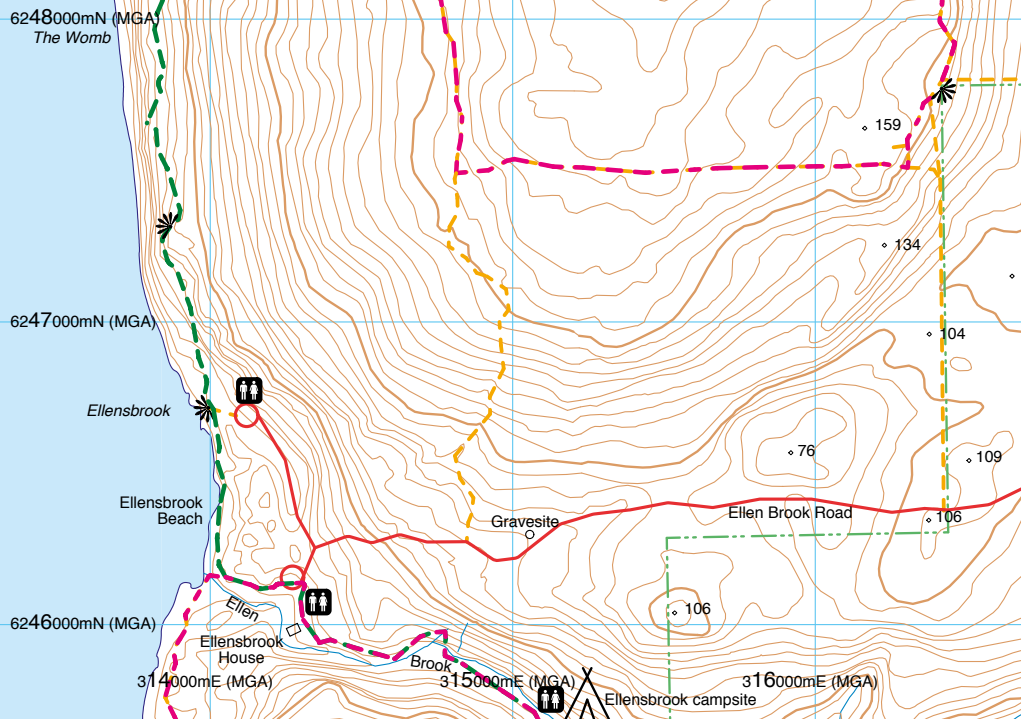 6248000mN (MGA)
The Womb
159
134
6247000mN (MGA)
104
Ellensbrook
76
109
Ellensbrook
Beach
Gravesite
Ellen Brook Road
106
Ellen
106
6246000mN (MGA)
Ellensbrook
House
Brook
314000mE (MGA)
315000mE (MGA)
316000mE (MGA)
Ellensbrook campsite